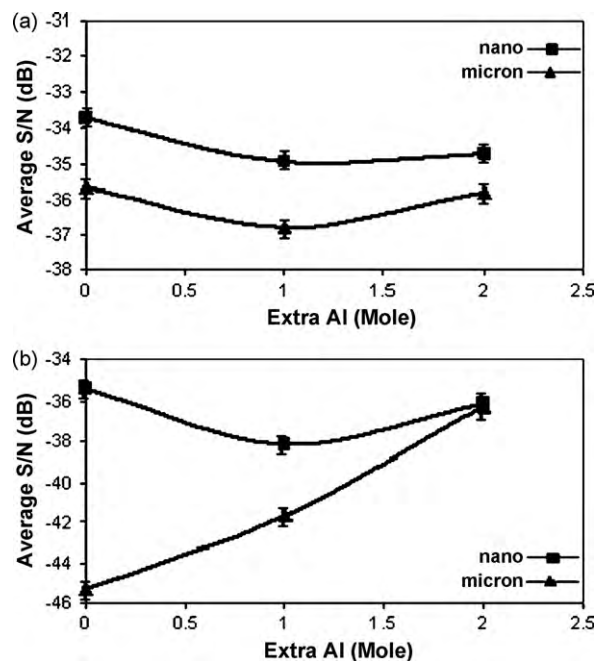 (a)
-31
-32
-33
-34
-35
-36
-37
-38
Average S/N (dB)
nano
micron
0
0.5
1
1.5
2
2.5
Extra Al (Mole)
(b)
-34
-36
-38
-40
-42
-44
-46
Average S/N (dB)
nano
micron
0
0.5
1
1.5
2
2.5
Extra Al (Mole)